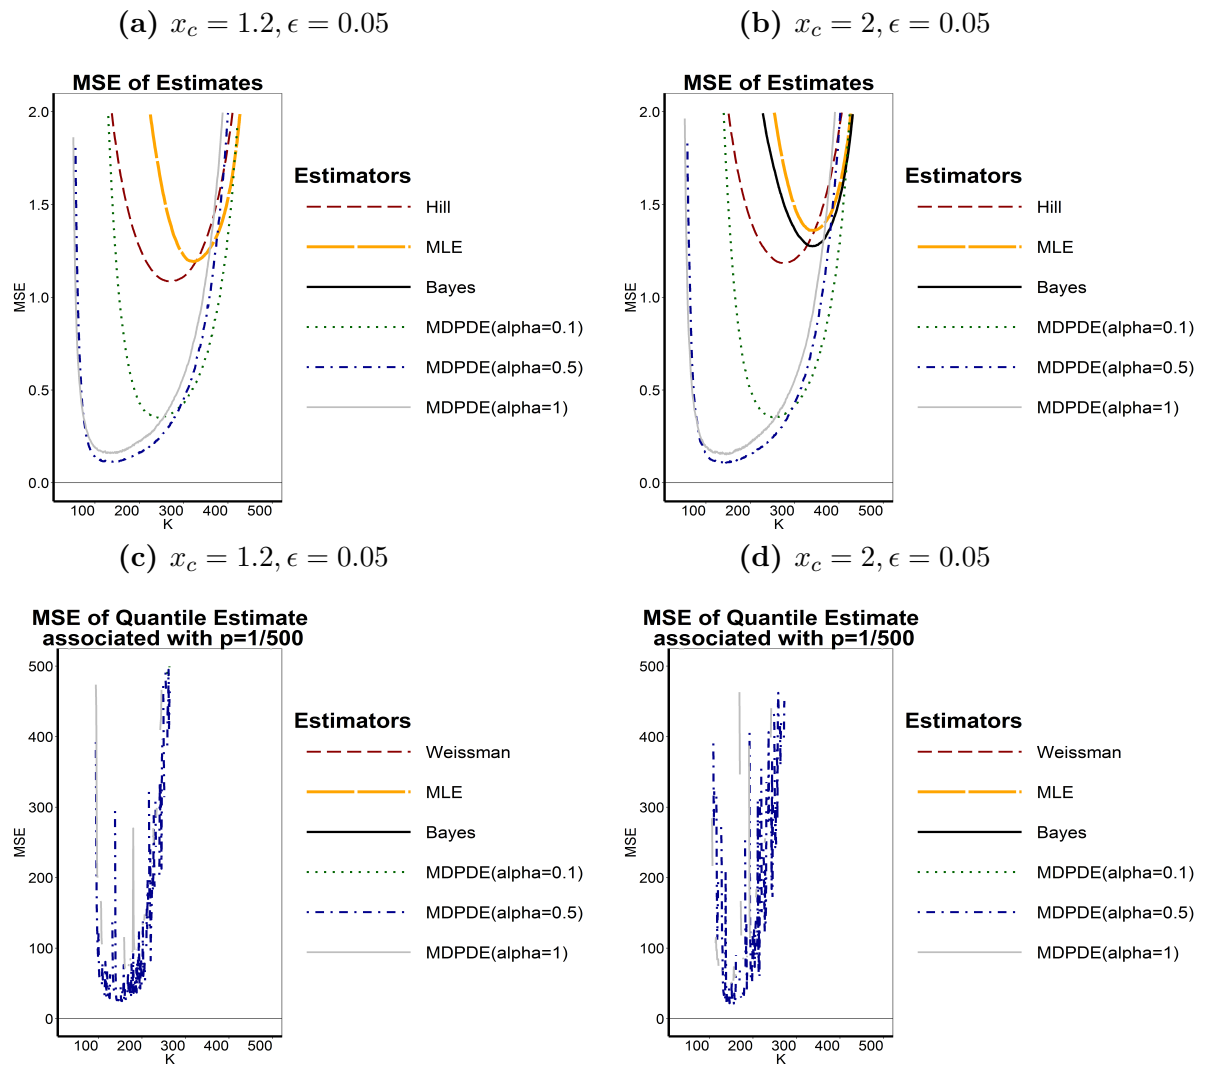 (a) x_c = 1.2, ϵ = 0.05
MSE of Estimates
MSE
2.0
1.5
1.0
0.5
0.0
100 200 300 400 500
K
Estimators
Hill
MLE
Bayes
MDPDE(alpha=0.1)
MDPDE(alpha=0.5)
MDPDE(alpha=1)
(b) x_c = 2, ϵ = 0.05
MSE of Estimates
MSE
2.0
1.5
1.0
0.5
0.0
100 200 300 400 500
K
Estimators
Hill
MLE
Bayes
MDPDE(alpha=0.1)
MDPDE(alpha=0.5)
MDPDE(alpha=1)
(c) x_c = 1.2, ϵ = 0.05
MSE of Quantile Estimate
associated with p=1/500
MSE
500
400
300
200
100
0
100 200 300 400 500
K
Estimators
Weissman
MLE
Bayes
MDPDE(alpha=0.1)
MDPDE(alpha=0.5)
MDPDE(alpha=1)
(d) x_c = 2, ϵ = 0.05
MSE of Quantile Estimate
associated with p=1/500
MSE
500
400
300
200
100
0
100 200 300 400 500
K
Estimators
Weissman
MLE
Bayes
MDPDE(alpha=0.1)
MDPDE(alpha=0.5)
MDPDE(alpha=1)